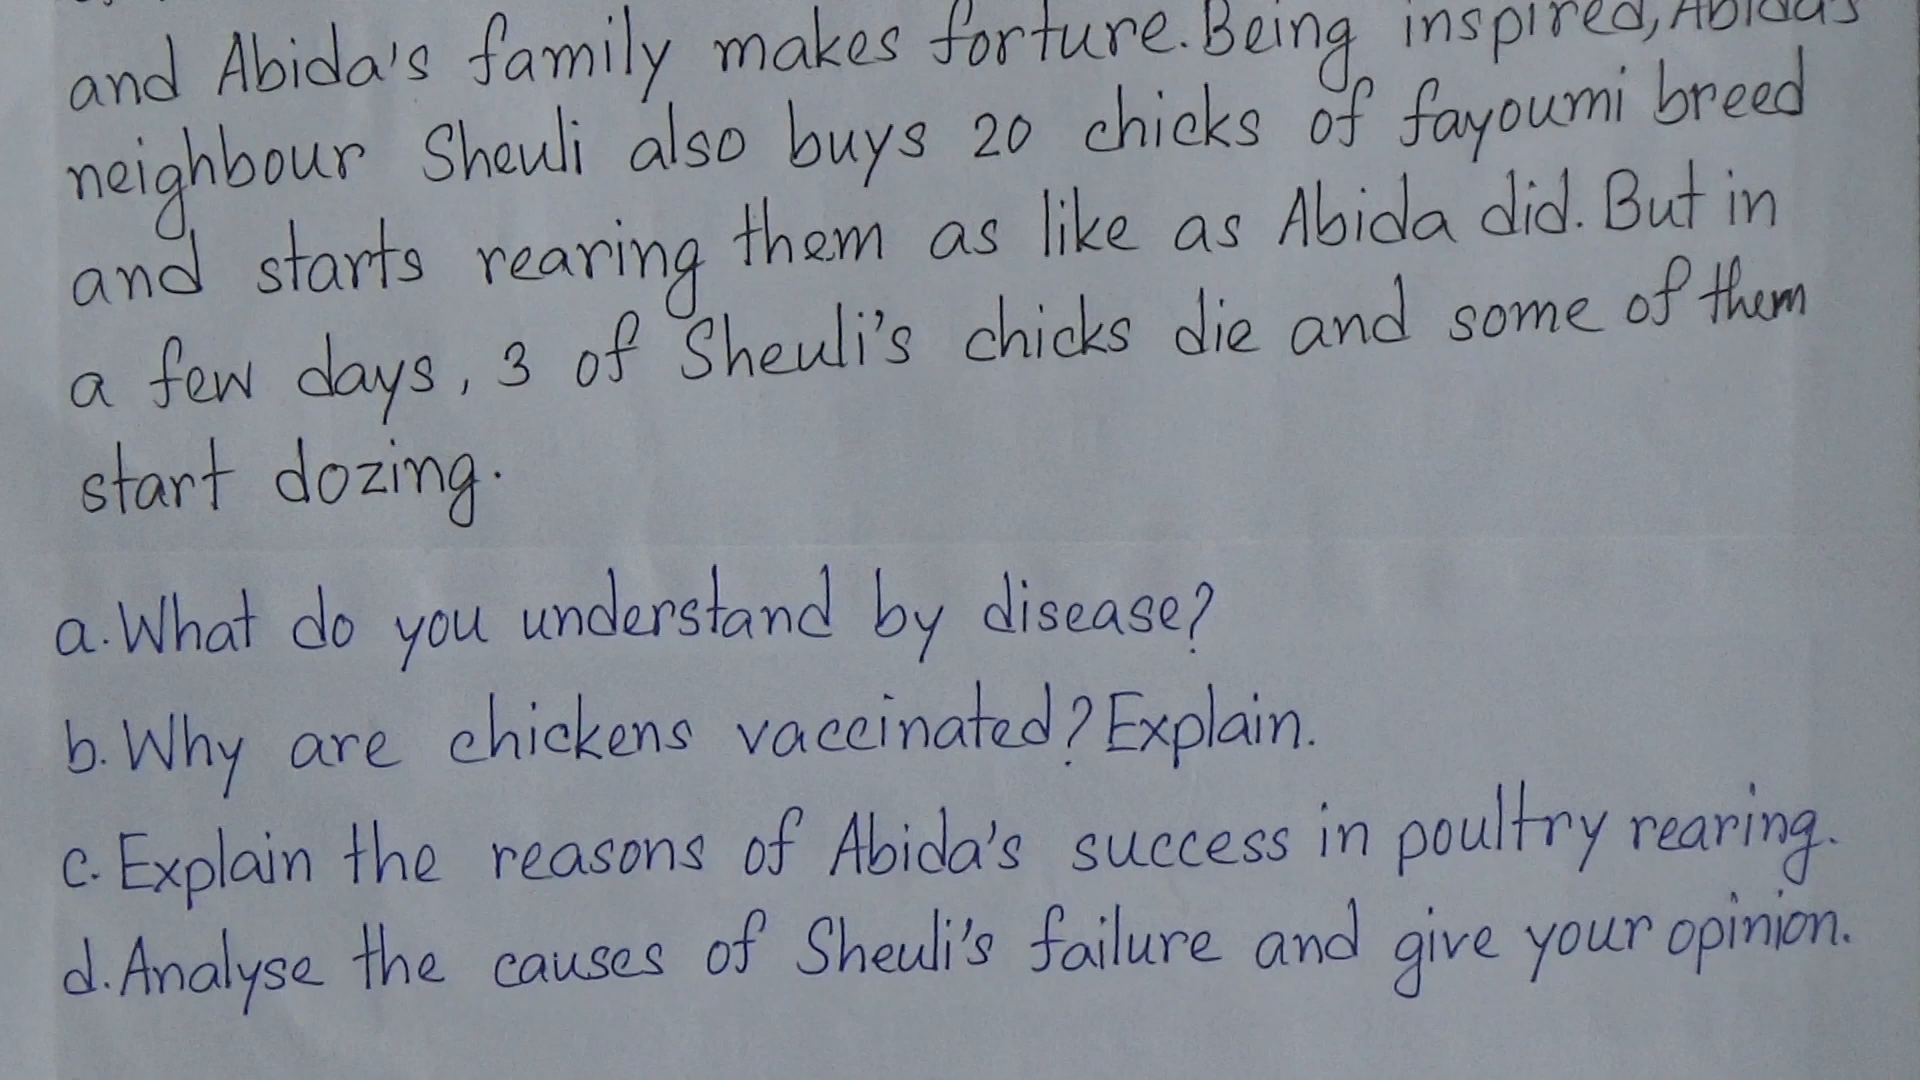 and Abida's family makes forture. Being inspired, Abida's
neighbour Sheuli also buys 20 chicks of fayoumi breed
and starts rearing them as like as Abida did. But in
a few days, 3 of Sheuli's chicks die and some of them
start dozing.
a. What do you understand by disease?
b. Why are chickens vaccinated? Explain.
c. Explain the reasons of Abida's success in poultry rearing.
d. Analyse the causes of Sheuli's failure and give your opinion.